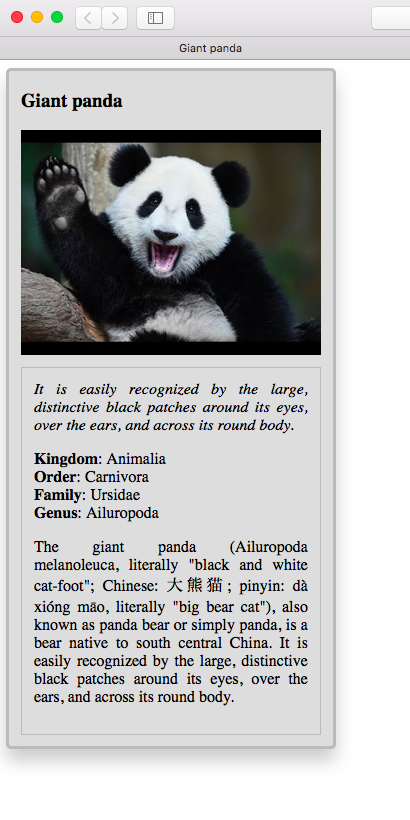 Giant panda
Giant panda
It is easily recognized by the large,
distinctive black patches around its eyes,
over the ears, and across its round body.
Kingdom: Animalia
Order: Carnivora
Family: Ursidae
Genus: Ailuropoda
The giant panda (Ailuropoda
melanoleuca, literally "black and white
cat-foot"; Chinese: 大熊猫; pinyin: dà
xióng māo, literally "big bear cat"), also
known as panda bear or simply panda, is a
bear native to south central China. It is
easily recognized by the large, distinctive
black patches around its eyes, over the
ears, and across its round body.